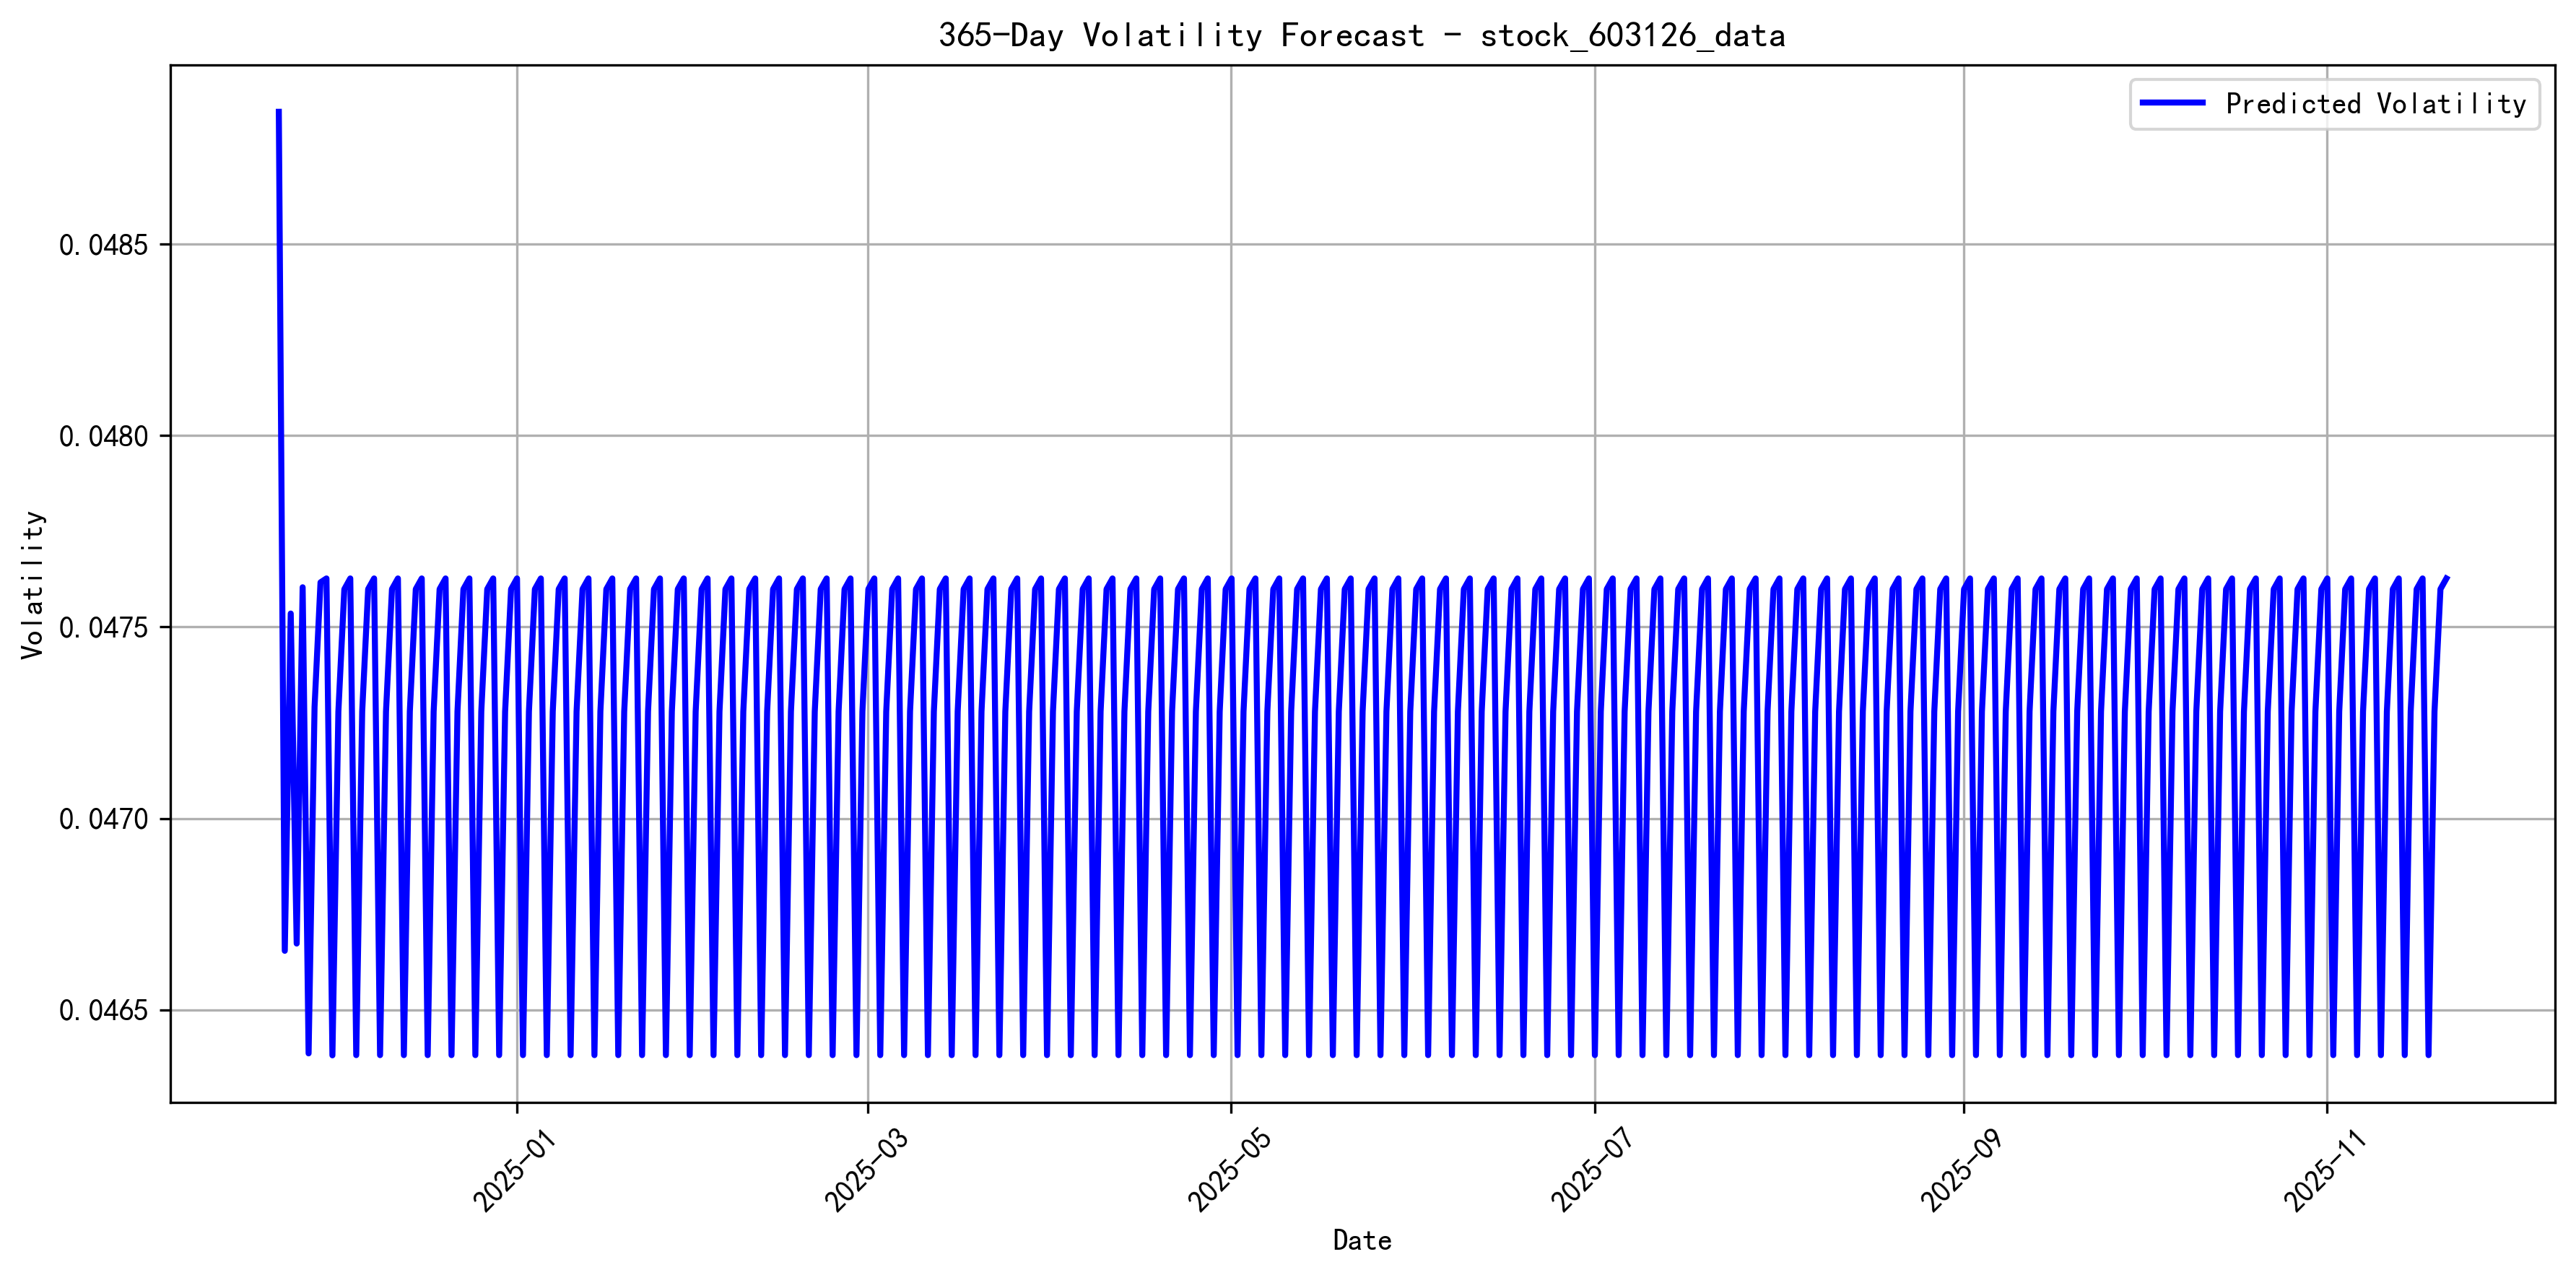 365-Day Volatility Forecast - stock_603126_data
Predicted Volatility
Volatility
0.0485
0.0480
0.0475
0.0470
0.0465
2025-01
2025-03
2025-05
2025-07
2025-09
2025-11
Date